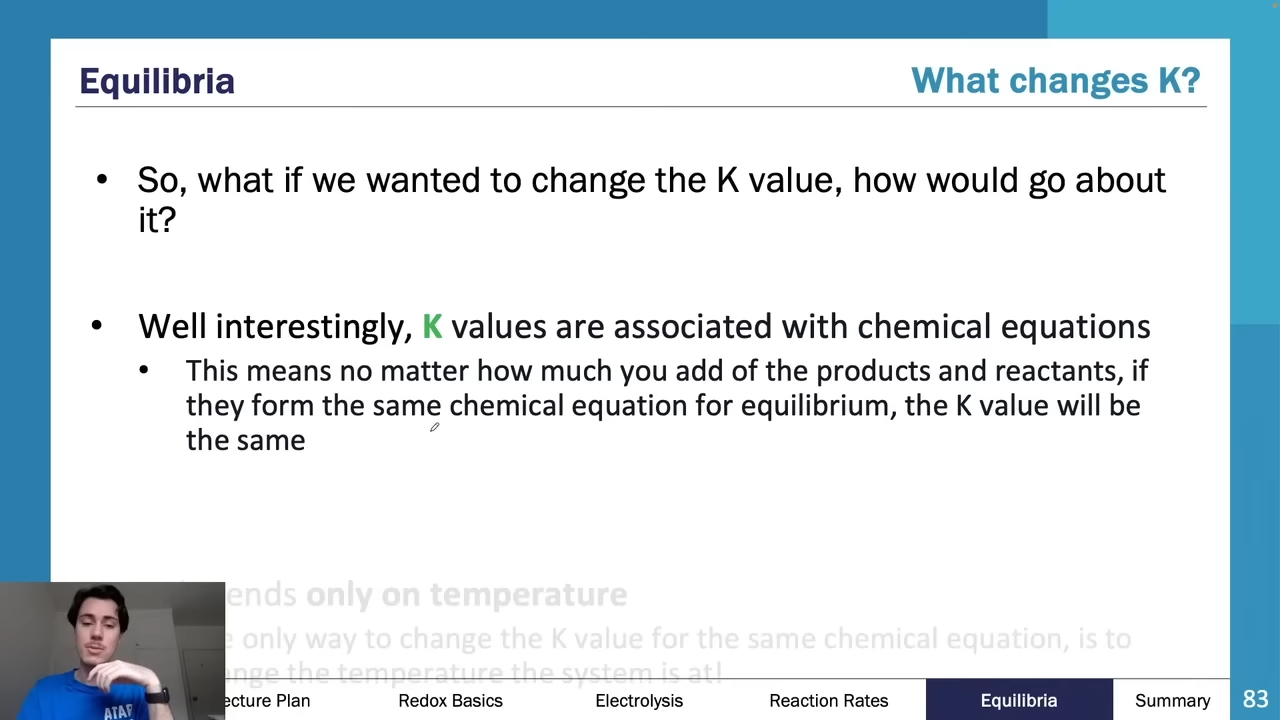 Equilibria
What changes K?
• So, what if we wanted to change the K value, how would go about
it?
• Well interestingly, K values are associated with chemical equations
• This means no matter how much you add of the products and reactants, if
they form the same chemical equation for equilibrium, the K value will be
the same
ends only on temperature
e only way to change the K value for the same chemical equation, is to
ange the temperature the system is at!
ecture Plan
Redox Basics
Electrolysis
Reaction Rates
Equilibria
Summary
83
ATAR